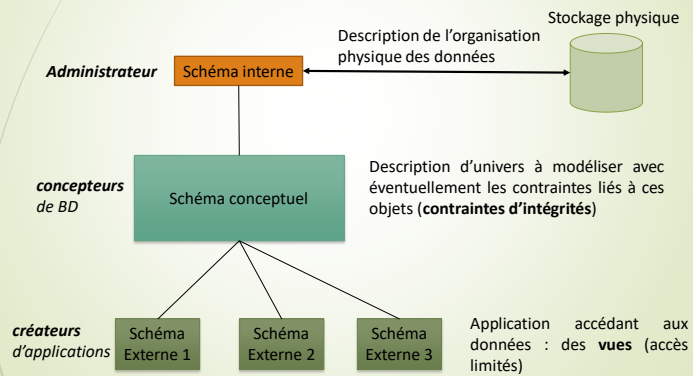 Stockage physique
Description de l'organisation
physique des données
Administrateur
Schéma interne
concepteurs
de BD
Schéma conceptuel
Description d'univers à modéliser avec
éventuellement les contraintes liés à ces
objets (contraintes d'intégrités)
créateurs
d'applications
Schéma
Externe 1
Schéma
Externe 2
Schéma
Externe 3
Application accédant aux
données : des vues (accès
limités)